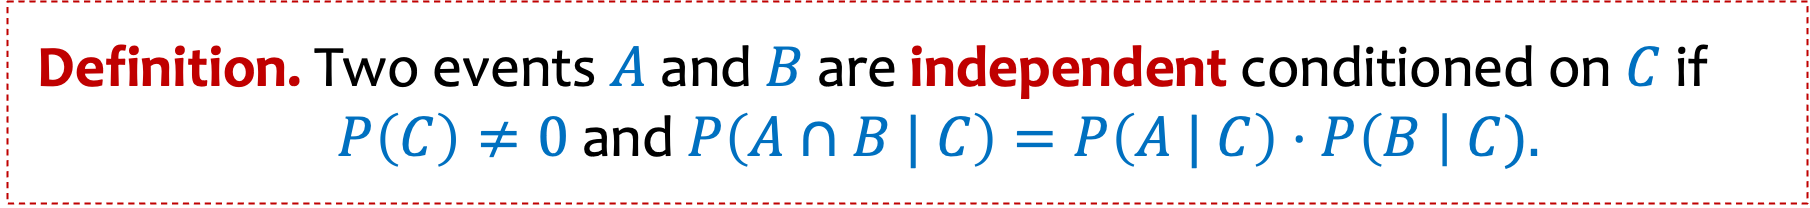 Definition. Two events A and B are independent conditioned on C if
P(C) ≠ 0 and P(A ∩ B | C) = P(A | C) ⋅ P(B | C).